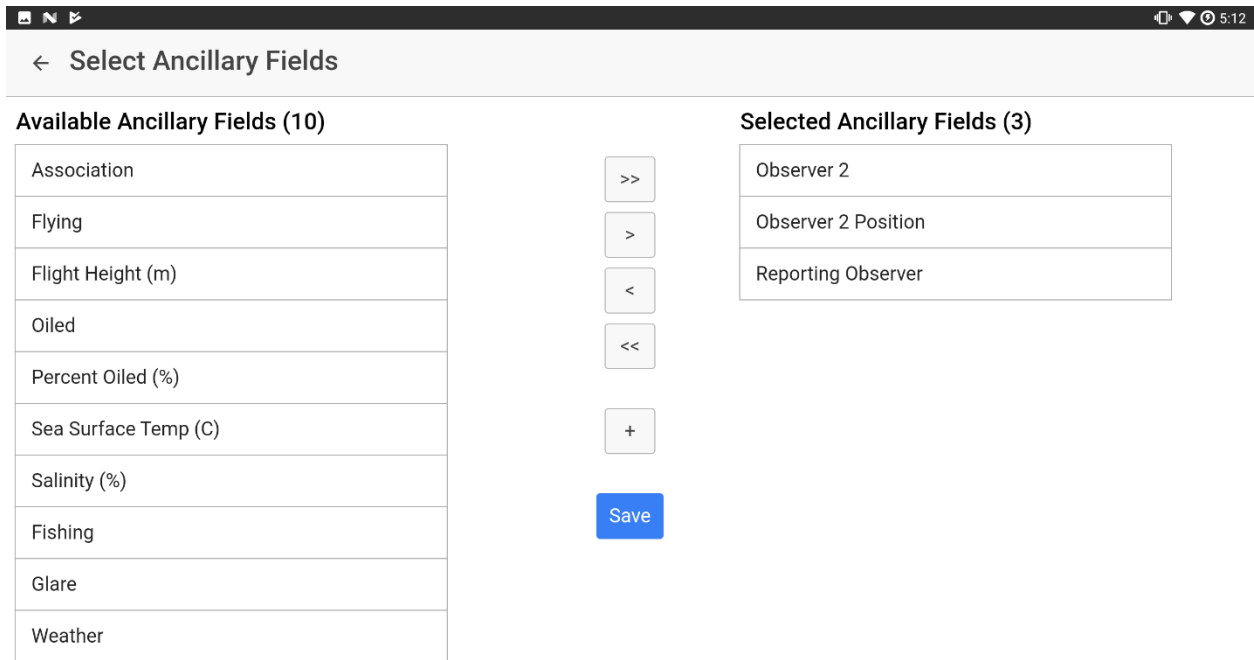 5:12
← Select Ancillary Fields
Available Ancillary Fields (10)
Association
Flying
Flight Height (m)
Oiled
Percent Oiled (%)
Sea Surface Temp (C)
Salinity (%)
Fishing
Glare
Weather
>>
>
<
<<
+
Save
Selected Ancillary Fields (3)
Observer 2
Observer 2 Position
Reporting Observer